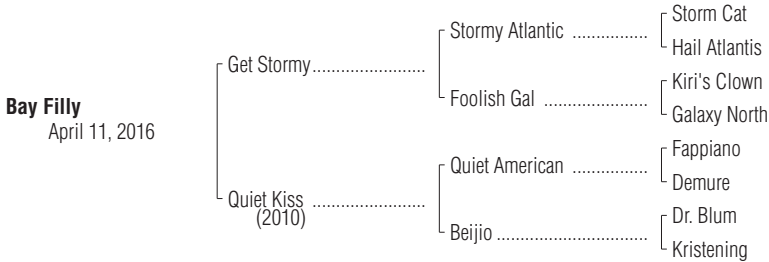 Storm Cat
Stormy Atlantic ................
Hail Atlantis
Get Stormy........................
Kiri's Clown
Foolish Gal ......................
Galaxy North
Bay Filly
April 11, 2016
Fappiano
Quiet American ................
Demure
Quiet Kiss ........................
(2010)
Dr. Blum
Beijio ................................
Kristening